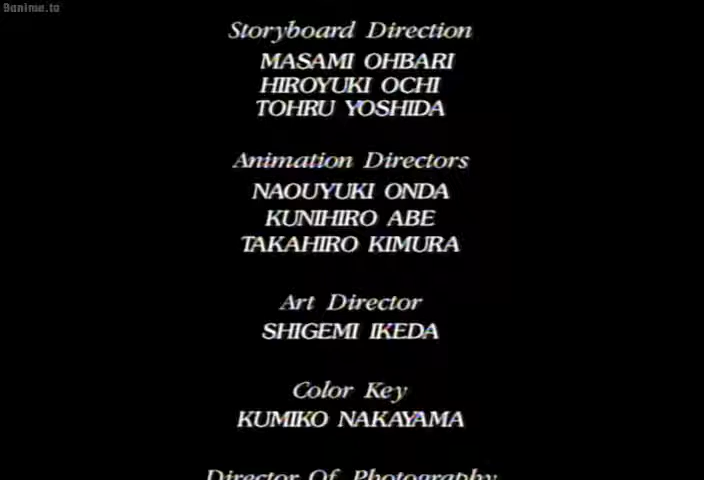 9anime.to
Storyboard Direction
MASAMI OHBARI
HIROYUKI OCHI
TOHRU YOSHIDA
Animation Directors
NAOUYUKI ONDA
KUNIHIRO ABE
TAKAHIRO KIMURA
Art Director
SHIGEMI IKEDA
Color Key
KUMIKO NAKAYAMA
Director Of Photography